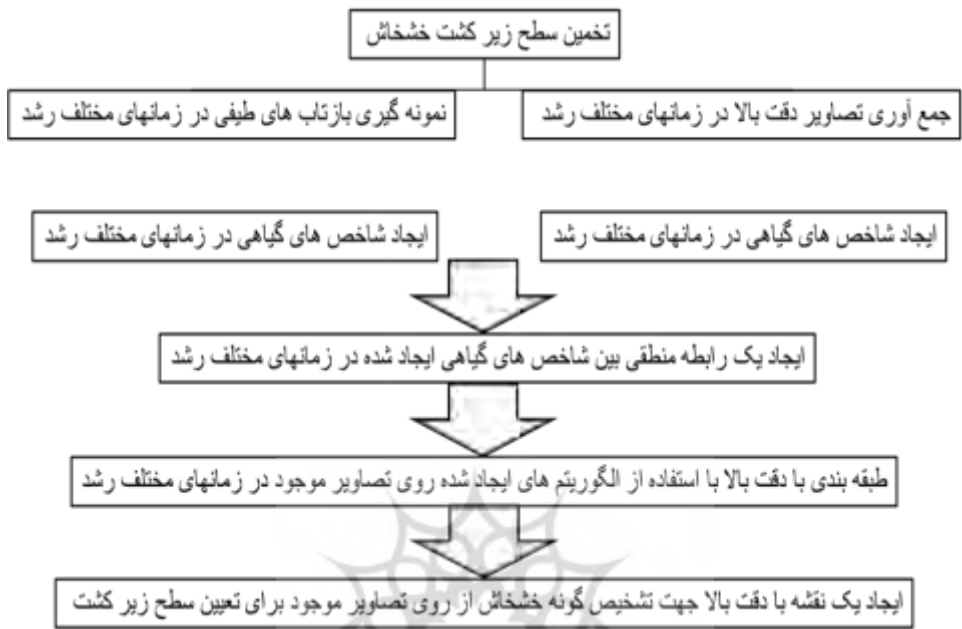 تخمین سطح زیر کشت خشخاش
جمع آوری تصاویر دقت بالا در زمانهای مختلف رشد
نمونه گیری بازتاب های طیفی در زمانهای مختلف رشد
ایجاد شاخص های گیاهی در زمانهای مختلف رشد
ایجاد شاخص های گیاهی در زمانهای مختلف رشد
ایجاد یک رابطه منطقی بین شاخص های گیاهی ایجاد شده در زمانهای مختلف رشد
طبقه بندی با دقت بالا با استفاده از الگوریتم های ایجاد شده روی تصاویر موجود در زمانهای مختلف رشد
ایجاد یک نقشه با دقت بالا جهت تشخیص گونه خشخاش از روی تصاویر موجود برای تعیین سطح زیر کشت